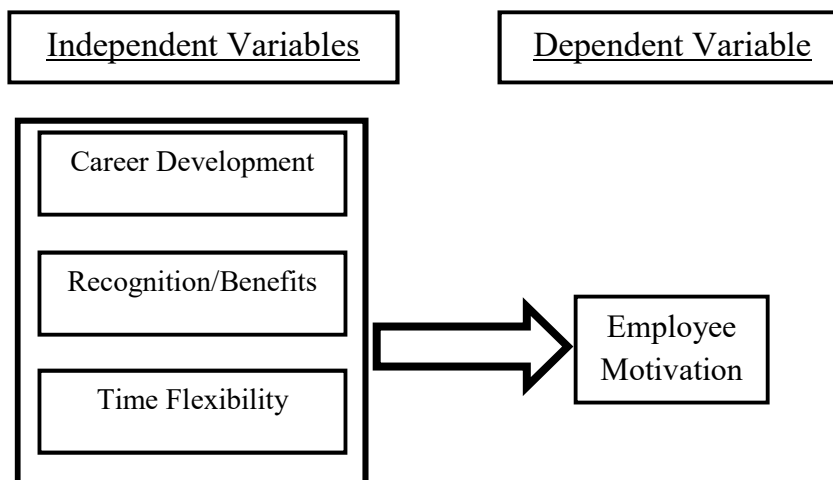 Independent Variables
Dependent Variable
Career Development
Recognition/Benefits
Time Flexibility
Employee
Motivation